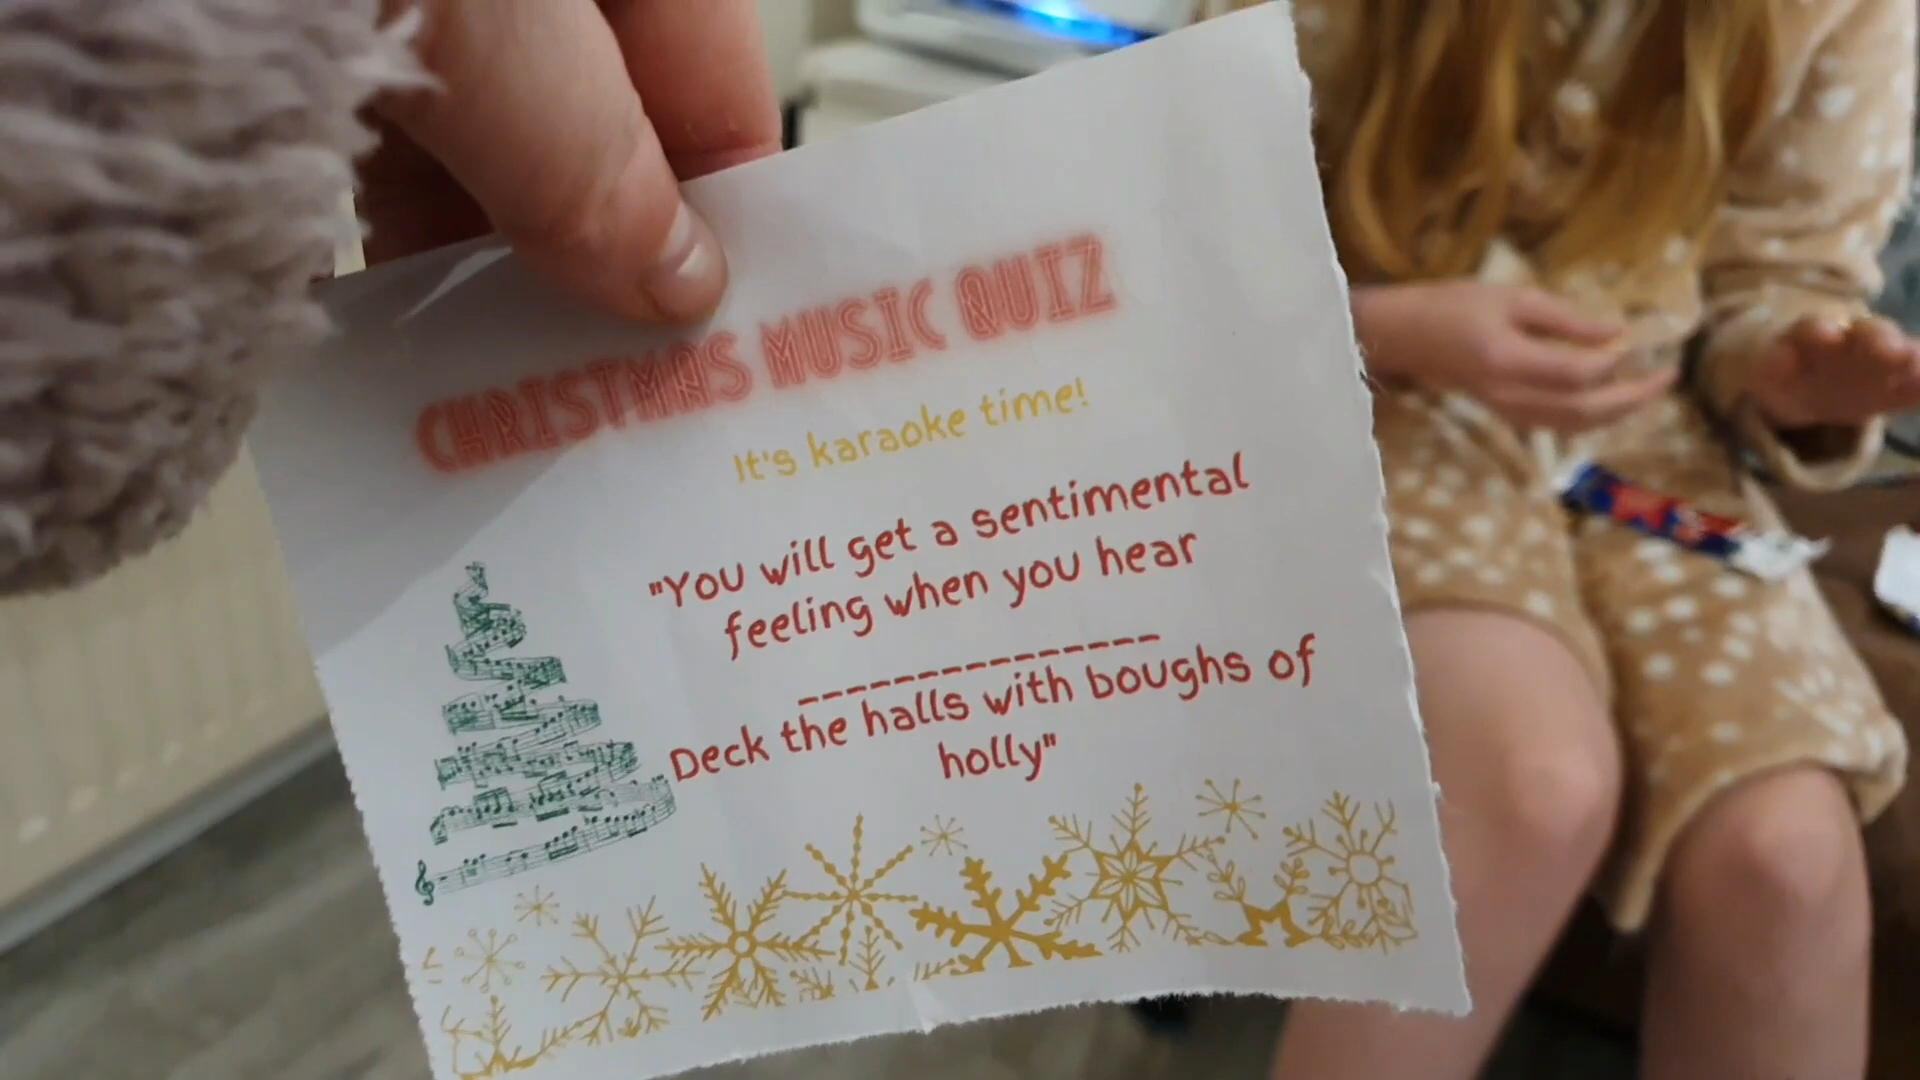 CHRISTMAS MUSIC QUIZ
It's karaoke time!
"You will get a sentimental
feeling when you hear
_______________
Deck the halls with boughs of
holly"